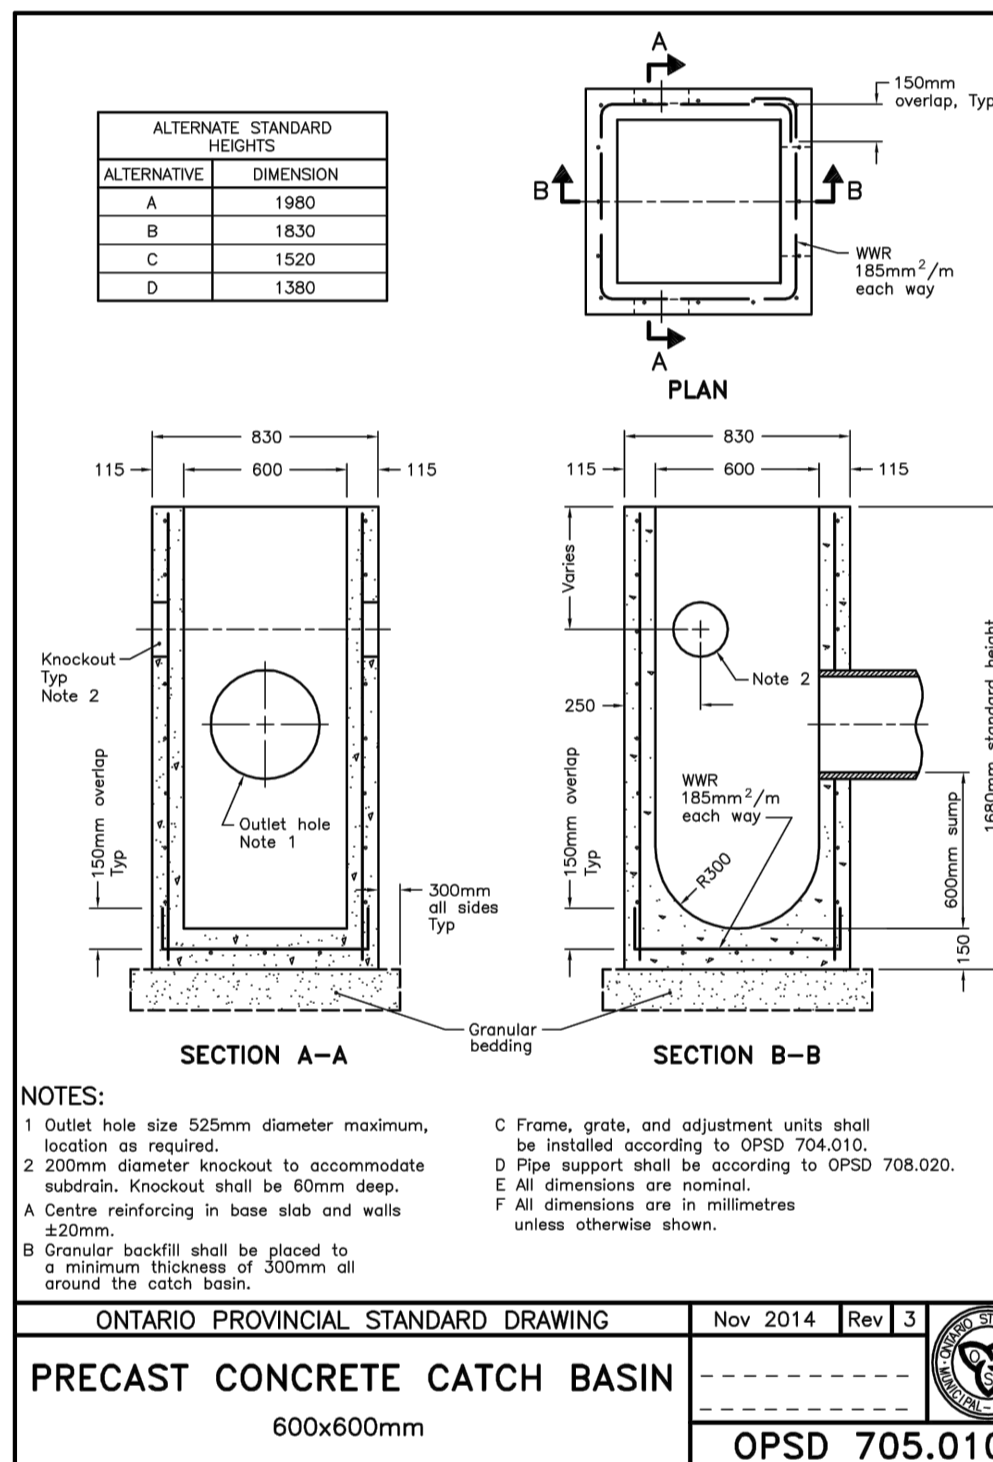 ALTERNATE STANDARD
HEIGHTS
ALTERNATIVE DIMENSION
A 1980
B 1830
C 1520
D 1380
A
150mm
overlap, Typ
B B
WWR
185mm²/m
each way
A
PLAN
830
115 600 115
Knockout
Typ
Note 2
150mm overlap
Typ
Outlet hole
Note 1
300mm
all sides
Typ
SECTION A-A
830
115 600 115
Varies
Note 2
250
150mm overlap
Typ
WWR
185mm²/m
each way
R300
600mm sump
150
1680mm standard height
Granular
bedding
SECTION B-B
NOTES:
1 Outlet hole size 525mm diameter maximum,
location as required.
2 200mm diameter knockout to accommodate
subdrain. Knockout shall be 60mm deep.
A Centre reinforcing in base slab and walls
±20mm.
B Granular backfill shall be placed to
a minimum thickness of 300mm all
around the catch basin.
C Frame, grate, and adjustment units shall
be installed according to OPSD 704.010.
D Pipe support shall be according to OPSD 708.020.
E All dimensions are nominal.
F All dimensions are in millimetres
unless otherwise shown.
ONTARIO PROVINCIAL STANDARD DRAWING
Nov 2014 Rev 3
PRECAST CONCRETE CATCH BASIN
600x600mm
OPSD 705.010